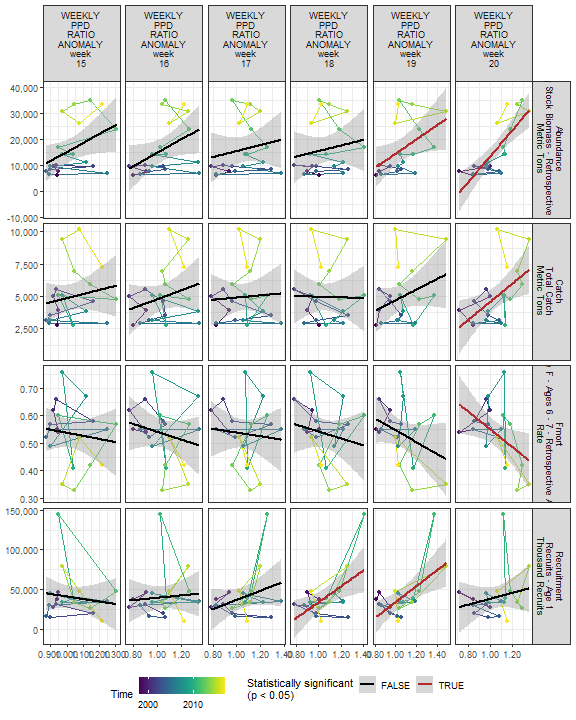 WEEKLY PPD RATIO ANOMALY week 15
WEEKLY PPD RATIO ANOMALY week 16
WEEKLY PPD RATIO ANOMALY week 17
WEEKLY PPD RATIO ANOMALY week 18
WEEKLY PPD RATIO ANOMALY week 19
WEEKLY PPD RATIO ANOMALY week 20
40,000
30,000
20,000
10,000
0
-10,000
Abundance
Stock Biomass - Retrospective
Metric Tons
10,000
7,500
5,000
2,500
Catch
Total Catch
Metric Tons
0.70
0.60
0.50
0.40
0.30
Fmort
F - Ages 6 - 7 - Retrospective
Rate
150,000
100,000
50,000
0
Recruitment
Recruits - Age 1
Thousand Recruits
0.80 1.00 1.20
0.80 1.00 1.20
0.80 1.00 1.20 1.40
0.80 1.00 1.20 1.40
0.80 1.00 1.20
Time
2000 2010
Statistically significant
(p < 0.05)
FALSE
TRUE